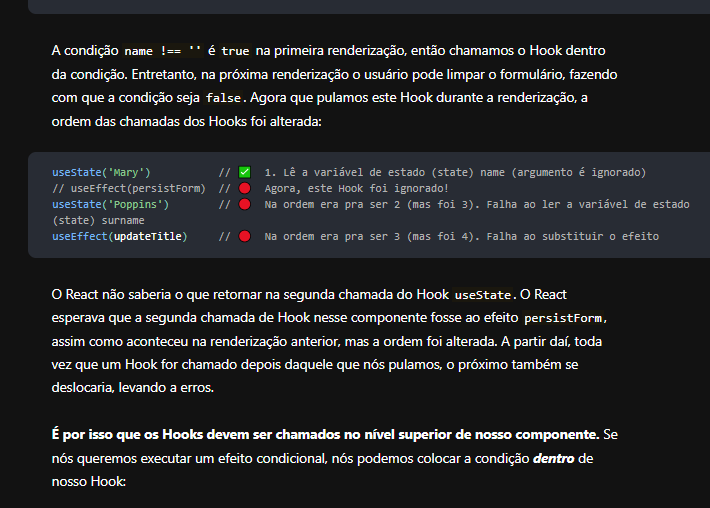 A condição name !== '' é true na primeira renderização, então chamamos o Hook dentro
da condição. Entretanto, na próxima renderização o usuário pode limpar o formulário, fazendo
com que a condição seja false. Agora que pulamos este Hook durante a renderização, a
ordem das chamadas dos Hooks foi alterada:
useState('Mary')           // ✅  1. Lê a variável de estado (state) name (argumento é ignorado)
// useEffect(persistForm)  // 🔴  Agora, este Hook foi ignorado!
useState('Poppins')        // 🔴  Na ordem era pra ser 2 (mas foi 3). Falha ao ler a variável de estado
(state) surname
useEffect(updateTitle)     // 🔴  Na ordem era pra ser 3 (mas foi 4). Falha ao substituir o efeito
O React não saberia o que retornar na segunda chamada do Hook useState. O React
esperava que a segunda chamada de Hook nesse componente fosse ao efeito persistForm,
assim como aconteceu na renderização anterior, mas a ordem foi alterada. A partir daí, toda
vez que um Hook for chamado depois daquele que nós pulamos, o próximo também se
deslocaria, levando a erros.
É por isso que os Hooks devem ser chamados no nível superior de nosso componente. Se
nós queremos executar um efeito condicional, nós podemos colocar a condição dentro de
nosso Hook: